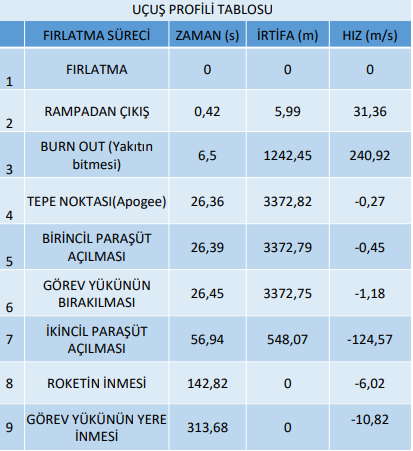 UÇUŞ PROFİLİ TABLOSU
FIRLATMA SÜRECİ ZAMAN (s) İRTİFA (m) HIZ (m/s)
1 FIRLATMA 0 0 0
2 RAMPADAN ÇIKIŞ 0,42 5,99 31,36
BURN OUT (Yakıtın
3 bitmesi) 6,5 1242,45 240,92
4 TEPE NOKTASI(Apogee) 26,36 3372,82 -0,27
BİRİNCİL PARAŞÜT
5 AÇILMASI 26,39 3372,79 -0,45
GÖREV YÜKÜNÜN
6 BIRAKILMASI 26,45 3372,75 -1,18
İKİNCİL PARAŞÜT
7 AÇILMASI 56,94 548,07 -124,57
8 ROKETİN İNMESİ 142,82 0 -6,02
GÖREV YÜKÜNÜN YERE
9 İNMESİ 313,68 0 -10,82